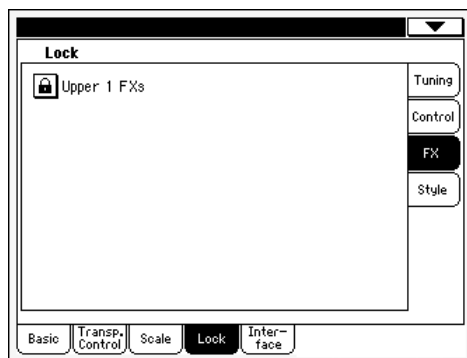 Lock
Upper 1 FXs
Tuning
Control
FX
Style
Basic
Transp.
Control
Scale
Lock
Inter-
face